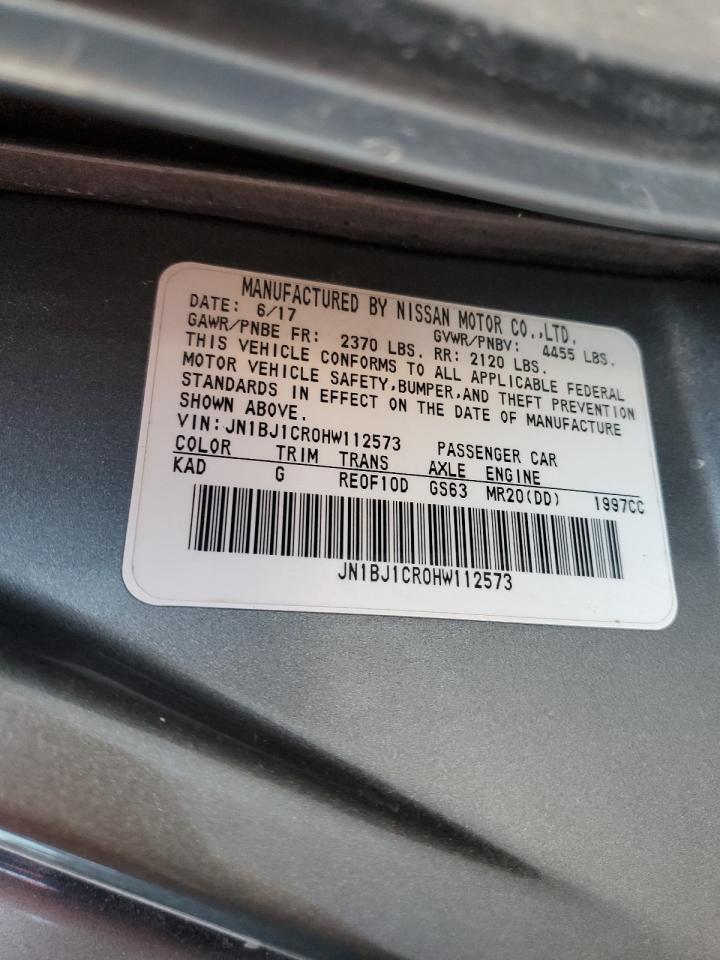 MANUFACTURED BY NISSAN MOTOR CO.,LTD.
DATE: 6/17 GVWR/PNBV: 4455 LBS.
GAWR/PNBE FR: 2370 LBS. RR: 2120 LBS.
THIS VEHICLE CONFORMS TO ALL APPLICABLE FEDERAL
MOTOR VEHICLE SAFETY,BUMPER,AND THEFT PREVENTION
STANDARDS IN EFFECT ON THE DATE OF MANUFACTURE
SHOWN ABOVE.
VIN: JN1BJ1CR0HW112573 PASSENGER CAR
COLOR TRIM TRANS AXLE ENGINE
KAD G RE0F10D GS63 MR20(DD) 1997CC
JN1BJ1CR0HW112573